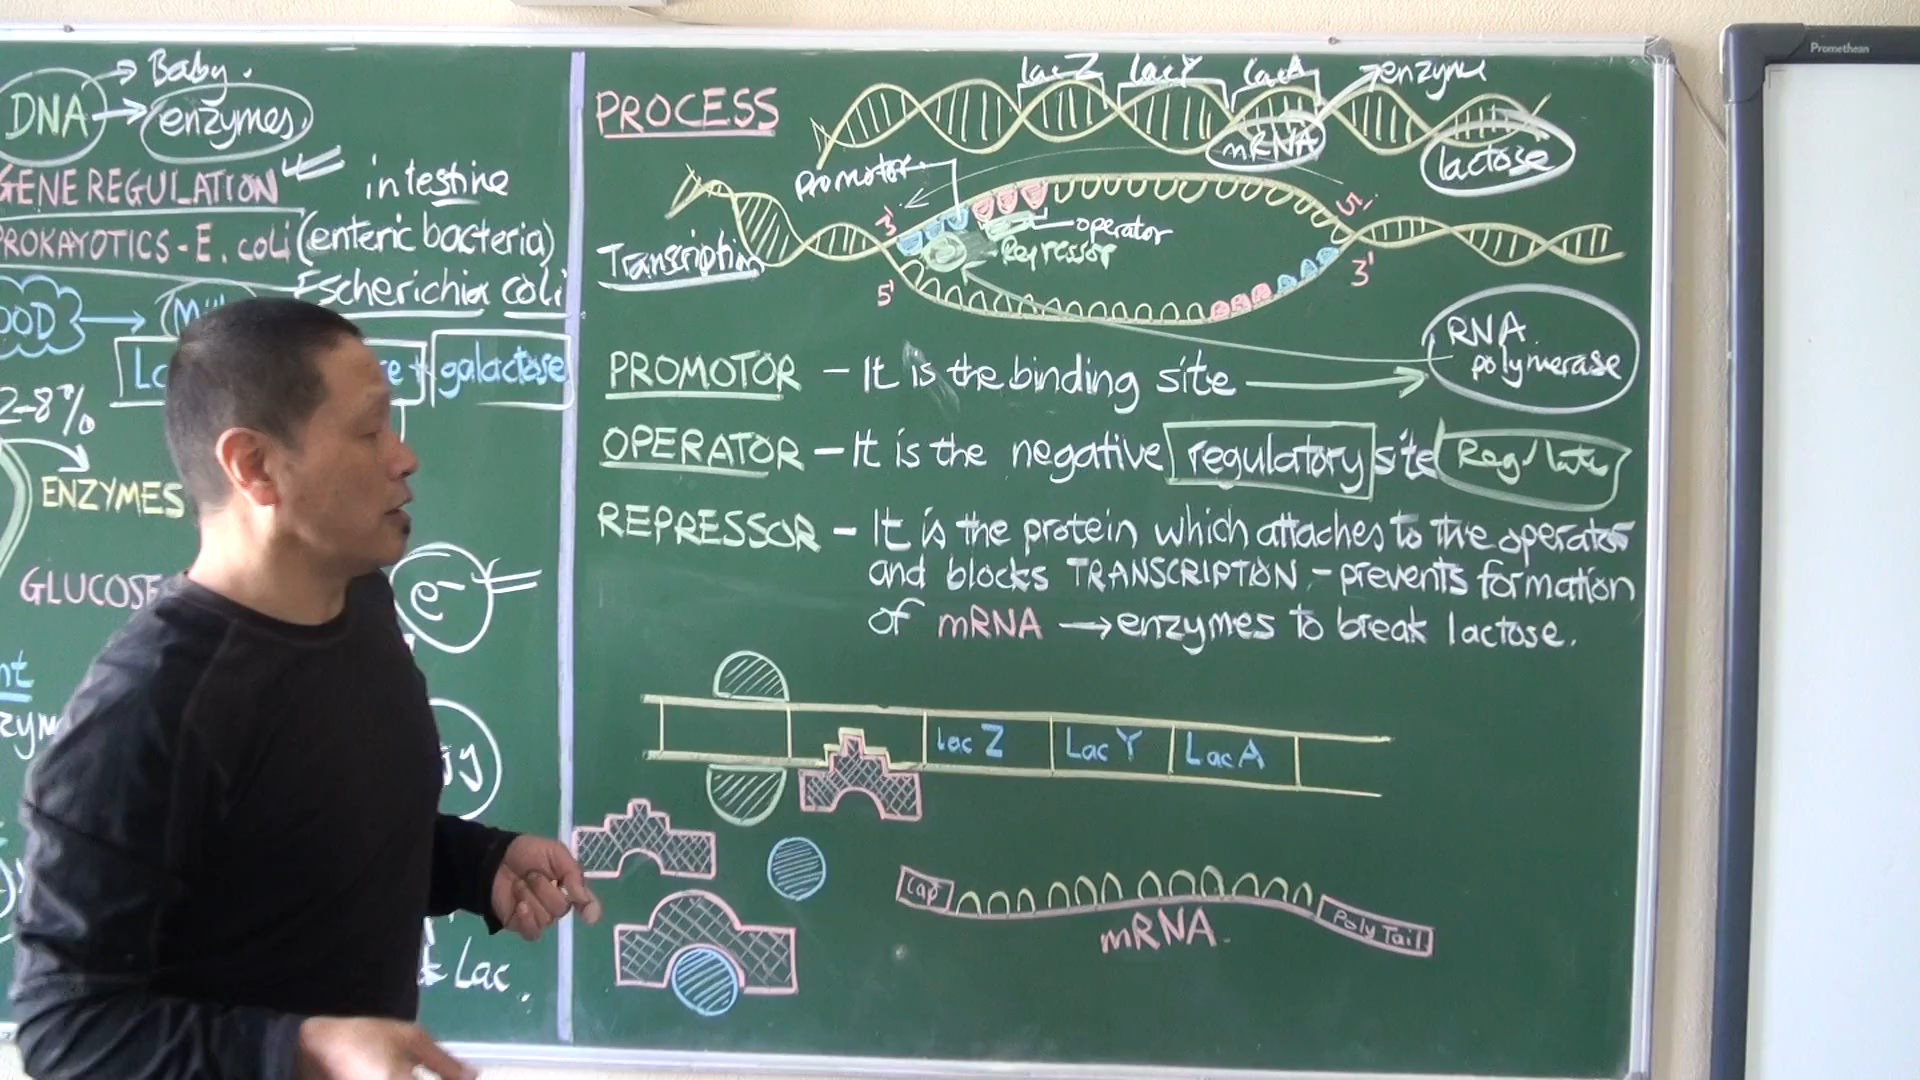 DNA → Baby.
→ enzymes.
GENE REGULATION
intestine
PROKAYOTICS - E. coli (enteric bacteria)
Escherichia coli
OOD →
galactose
2-8%
ENZYMES
GLUCOSE
e-
Lac.
PROCESS
lac Z
Lac Y
lac A
enzyme
mRNA
lactose
promotor
3'
5'
operator
Repressor
Transcription
5'
3'
RNA
polymerase
PROMOTOR - It is the binding site →
OPERATOR - It is the negative regulatory site
REPRESSOR - It is the protein which attaches to the operator
and blocks TRANSCRIPTION - prevents formation
of mRNA → enzymes to break lactose.
lac Z
Lac Y
Lac A
Cap
mRNA.
Poly Tail
Promethean